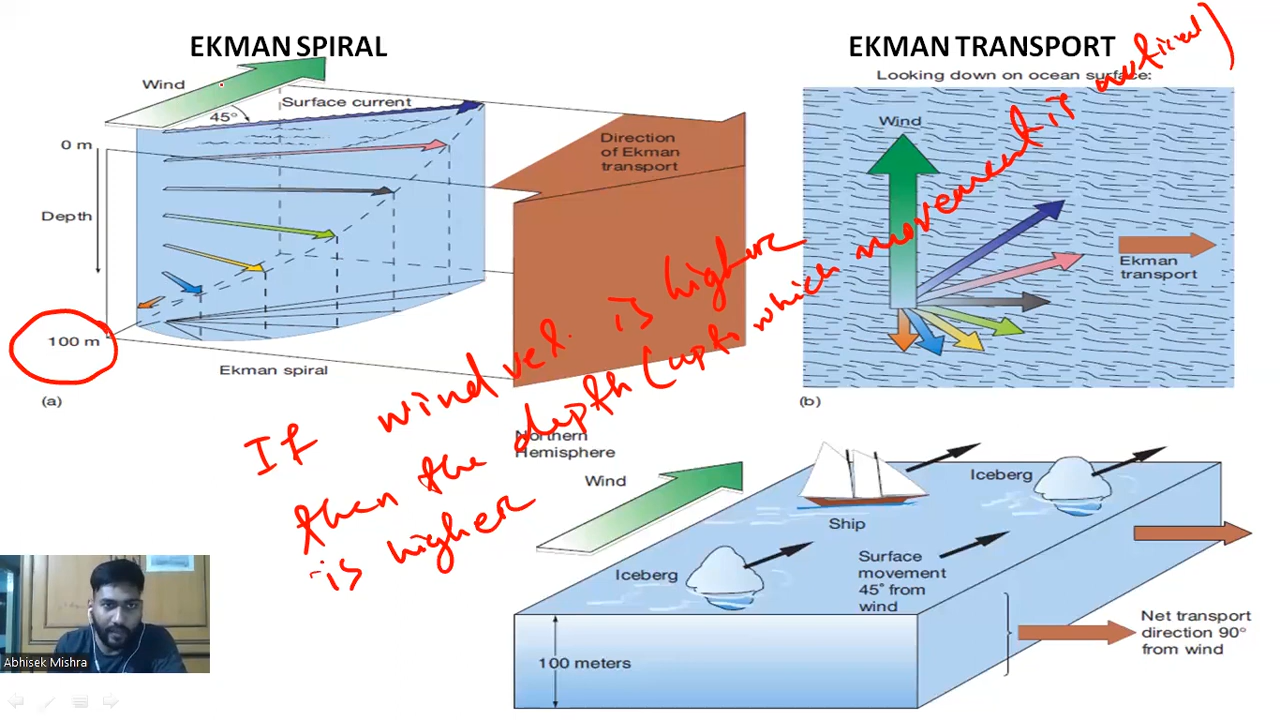 EKMAN SPIRAL
Wind
45°
Surface current
0 m
Depth
100 m
Direction
of Ekman
transport
Ekman spiral
(a)
EKMAN TRANSPORT
Looking down on ocean surface:
Wind
Ekman
transport
(b)
If wind vel. is higher
then the depth (upto which movement is noticed)
is higher
Northern
Hemisphere
Wind
Ship
Iceberg
Iceberg
Surface
movement
45° from
wind
100 meters
Net transport
direction 90°
from wind
Abhisek Mishra